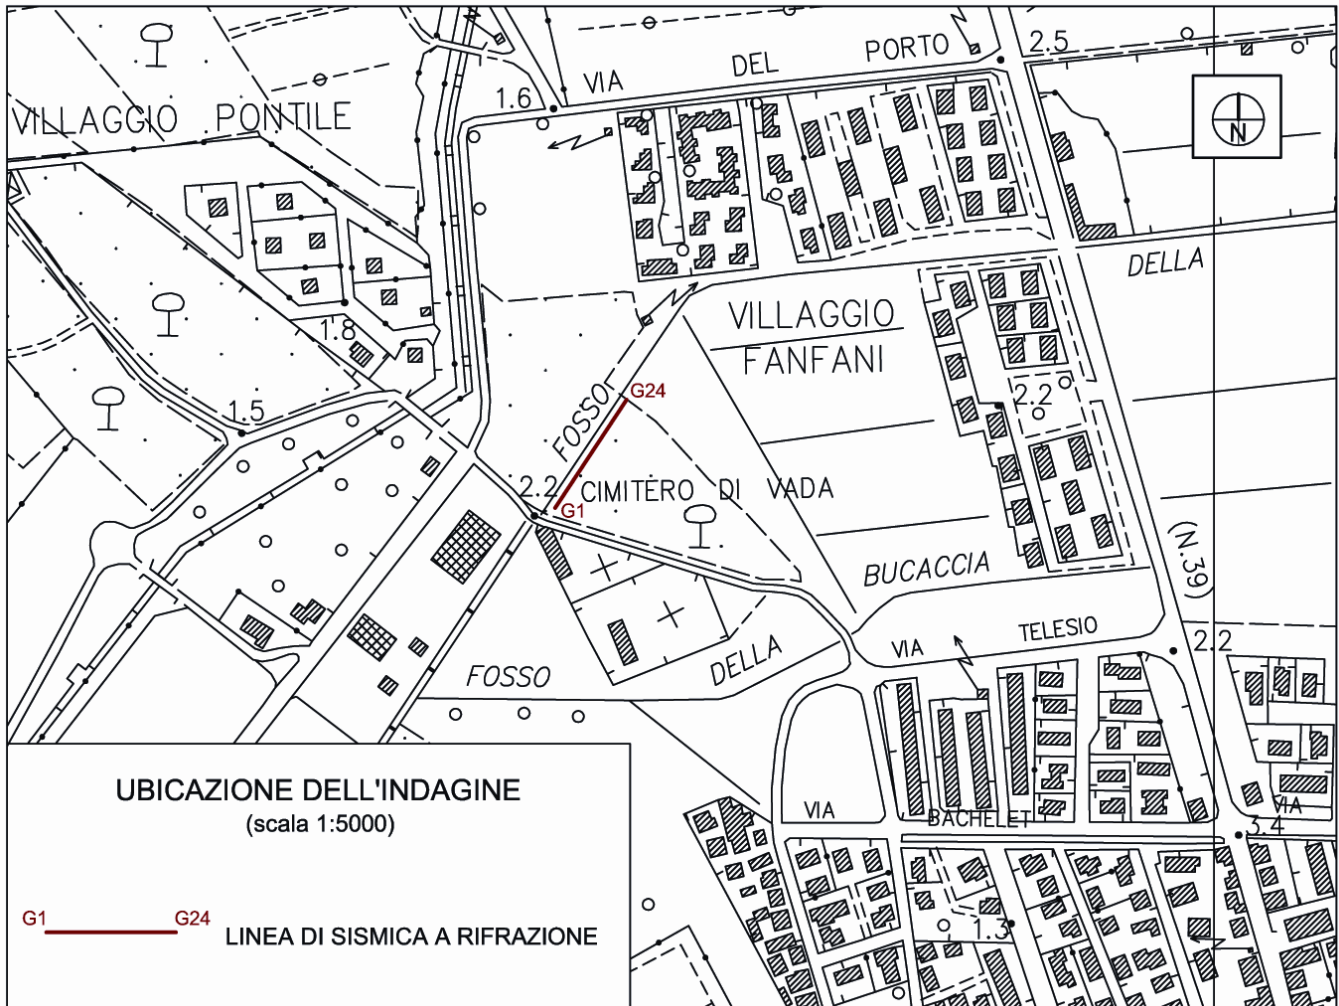 2.5
PORTO
DEL
VIA
1.6
VILLAGGIO PONTILE
N
DELLA
VILLAGGIO
FANFANI
1.8
G24
2.2
1.5
FOSSO
2.2 CIMITERO DI VADA
G1
(N.39)
BUCACCIA
TELESIO
VIA
2.2
DELLA
FOSSO
UBICAZIONE DELL'INDAGINE
(scala 1:5000)
VIA
BACHELET
VIA
3.4
G1
G24
LINEA DI SISMICA A RIFRAZIONE
1.3